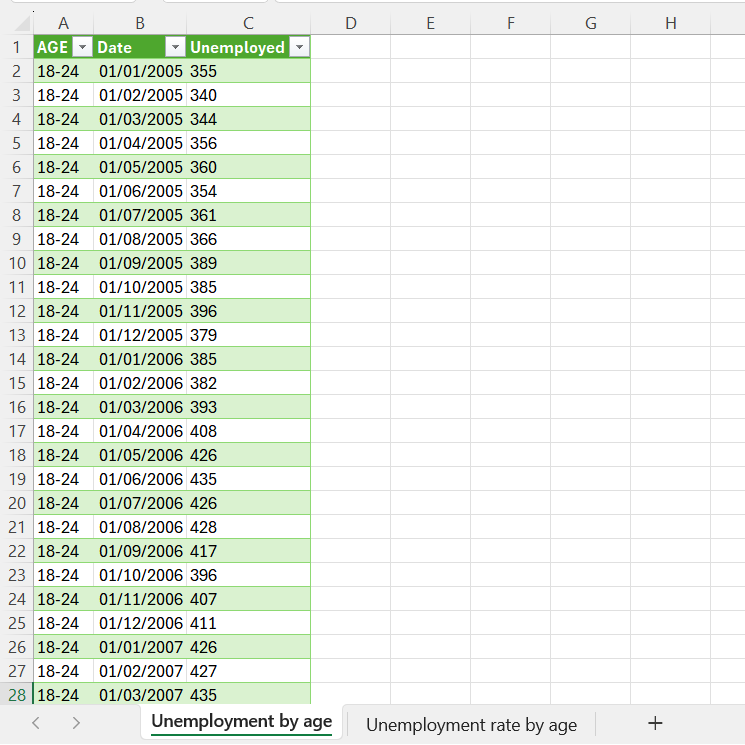 A B C D E F G H
1 AGE Date Unemployed
2 18-24 01/01/2005 355
3 18-24 01/02/2005 340
4 18-24 01/03/2005 344
5 18-24 01/04/2005 356
6 18-24 01/05/2005 360
7 18-24 01/06/2005 354
8 18-24 01/07/2005 361
9 18-24 01/08/2005 366
10 18-24 01/09/2005 389
11 18-24 01/10/2005 385
12 18-24 01/11/2005 396
13 18-24 01/12/2005 379
14 18-24 01/01/2006 385
15 18-24 01/02/2006 382
16 18-24 01/03/2006 393
17 18-24 01/04/2006 408
18 18-24 01/05/2006 426
19 18-24 01/06/2006 435
20 18-24 01/07/2006 426
21 18-24 01/08/2006 428
22 18-24 01/09/2006 417
23 18-24 01/10/2006 396
24 18-24 01/11/2006 407
25 18-24 01/12/2006 411
26 18-24 01/01/2007 426
27 18-24 01/02/2007 427
28 18-24 01/03/2007 435
Unemployment by age Unemployment rate by age +